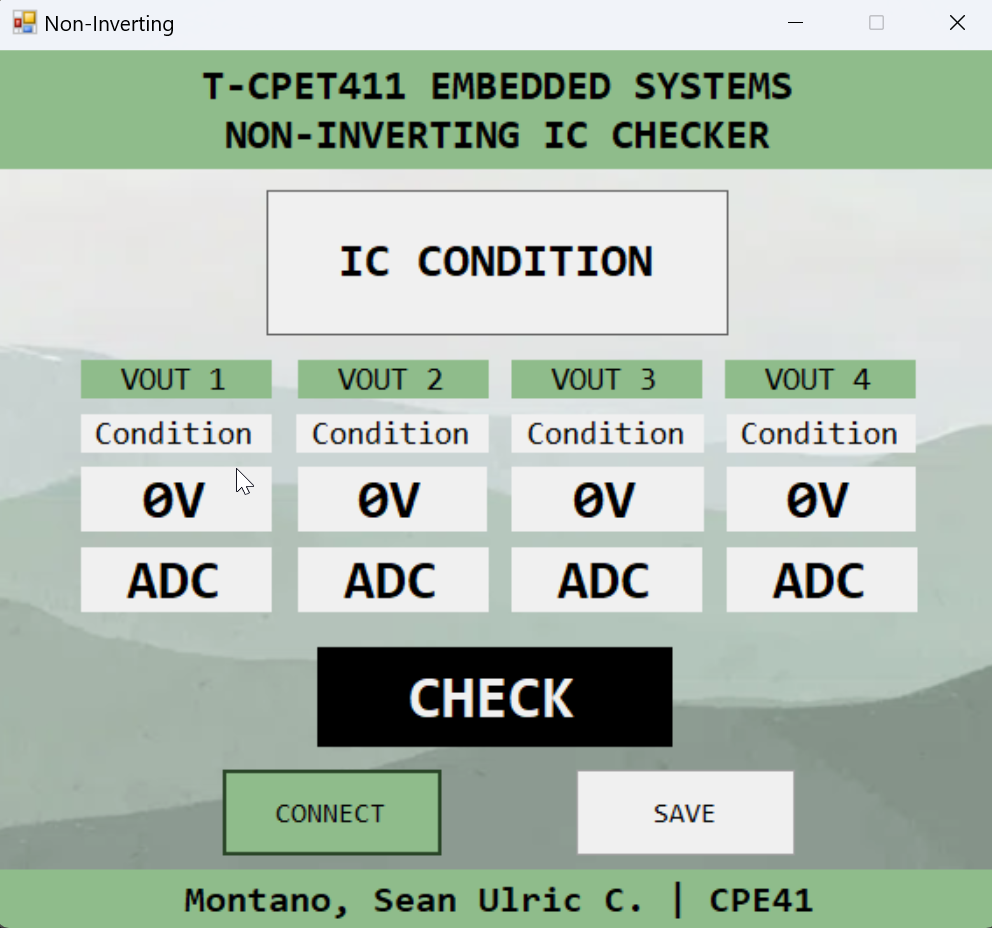 Non-Inverting
T-CPET411 EMBEDDED SYSTEMS
NON-INVERTING IC CHECKER
IC CONDITION
VOUT 1 VOUT 2 VOUT 3 VOUT 4
Condition Condition Condition Condition
0V 0V 0V 0V
ADC ADC ADC ADC
CHECK
CONNECT SAVE
Montano, Sean Ulric C. | CPE41